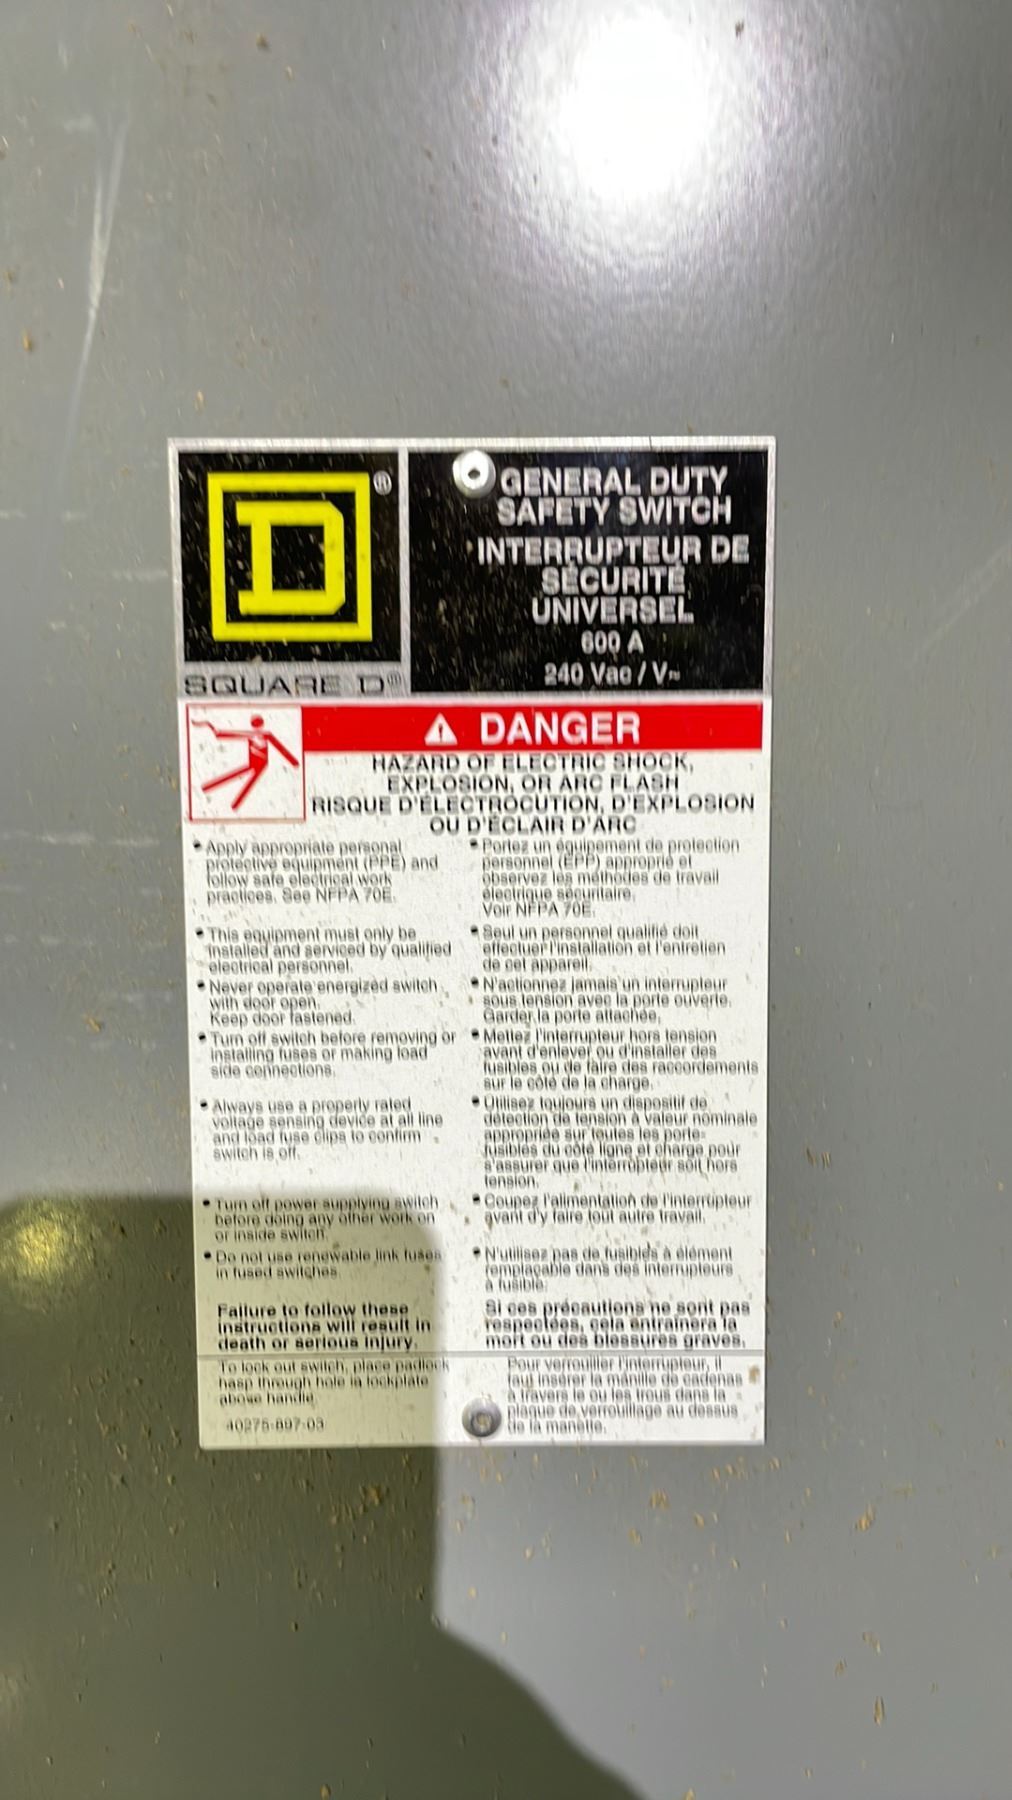 D®
SQUARE D®
GENERAL DUTY
SAFETY SWITCH
INTERRUPTEUR DE
SÉCURITÉ
UNIVERSEL
600 A
240 Vac / V~
DANGER
HAZARD OF ELECTRIC SHOCK,
EXPLOSION, OR ARC FLASH
RISQUE D'ÉLECTROCUTION, D'EXPLOSION
OU D'ÉCLAIR D'ARC
• Apply appropriate personal
protective equipment (PPE) and
follow safe electrical work
practices. See NFPA 70E.
• This equipment must only be
installed and serviced by qualified
electrical personnel.
• Never operate energized switch
with door open.
Keep door fastened.
• Turn off switch before removing or
installing fuses or making load
side connections.
• Always use a properly rated
voltage sensing device at all line
and load fuse clips to confirm
switch is off.
• Turn off power supplying switch
before doing any other work on
or inside switch.
• Do not use renewable link fuses
in fused switches.
Failure to follow these
instructions will result in
death or serious injury.
• Portez un équipement de protection
personnel (ÉPP) approprié et
observez les méthodes de travail
électrique sécuritaire.
Voir NFPA 70E.
• Seul un personnel qualifié doit
effectuer l'installation et l'entretien
de cet appareil.
• N'actionnez jamais un interrupteur
sous tension avec la porte ouverte.
Garder la porte attachée.
• Mettez l'interrupteur hors tension
avant d'enlever ou d'installer des
fusibles ou de faire des raccordements
sur le côté de la charge.
• Utilisez toujours un dispositif de
détection de tension à valeur nominale
appropriée sur toutes les porte-
fusibles du côté ligne et charge pour
s'assurer que l'interrupteur soit hors
tension.
• Coupez l'alimentation de l'interrupteur
avant d'y faire tout autre travail.
• N'utilisez pas de fusibles à élément
remplaçable dans des interrupteurs
à fusible.
Si ces précautions ne sont pas
respectées, cela entraînera la
mort ou des blessures graves.
To lock out switch, place padlock
hasp through hole in lockplate
above handle.
40275-897-03
Pour verrouiller l'interrupteur, il
faut insérer la manille de cadenas
à travers le ou les trous dans la
plaque de verrouillage au dessus
de la manette.